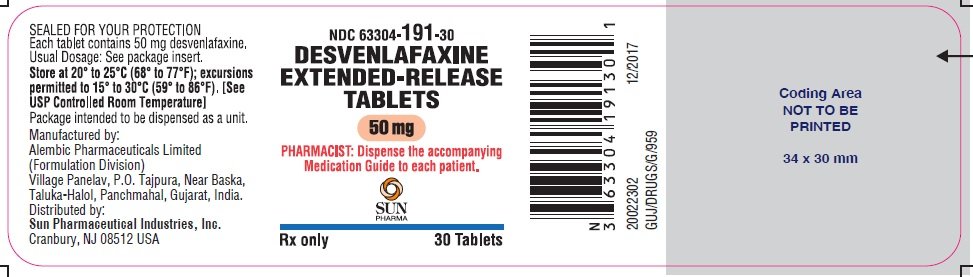 SEALED FOR YOUR PROTECTION
Each tablet contains 50 mg desvenlafaxine.
Usual Dosage: See package insert.
Store at 20° to 25°C (68° to 77°F); excursions
permitted to 15° to 30°C (59° to 86°F). [See
USP Controlled Room Temperature]
Package intended to be dispensed as a unit.
Manufactured by:
Alembic Pharmaceuticals Limited
(Formulation Division)
Village Panelav, P.O. Tajpura, Near Baska,
Taluka-Halol, Panchmahal, Gujarat, India.
Distributed by:
Sun Pharmaceutical Industries, Inc.
Cranbury, NJ 08512 USA
NDC 63304-191-30
DESVENLAFAXINE
EXTENDED-RELEASE
TABLETS
50 mg
PHARMACIST: Dispense the accompanying
Medication Guide to each patient.
SUN
PHARMA
Rx only 30 Tablets
N
3 63304 19130 1
20022302 12/2017
GUJ/DRUGS/G/959
Coding Area
NOT TO BE
PRINTED
34 x 30 mm